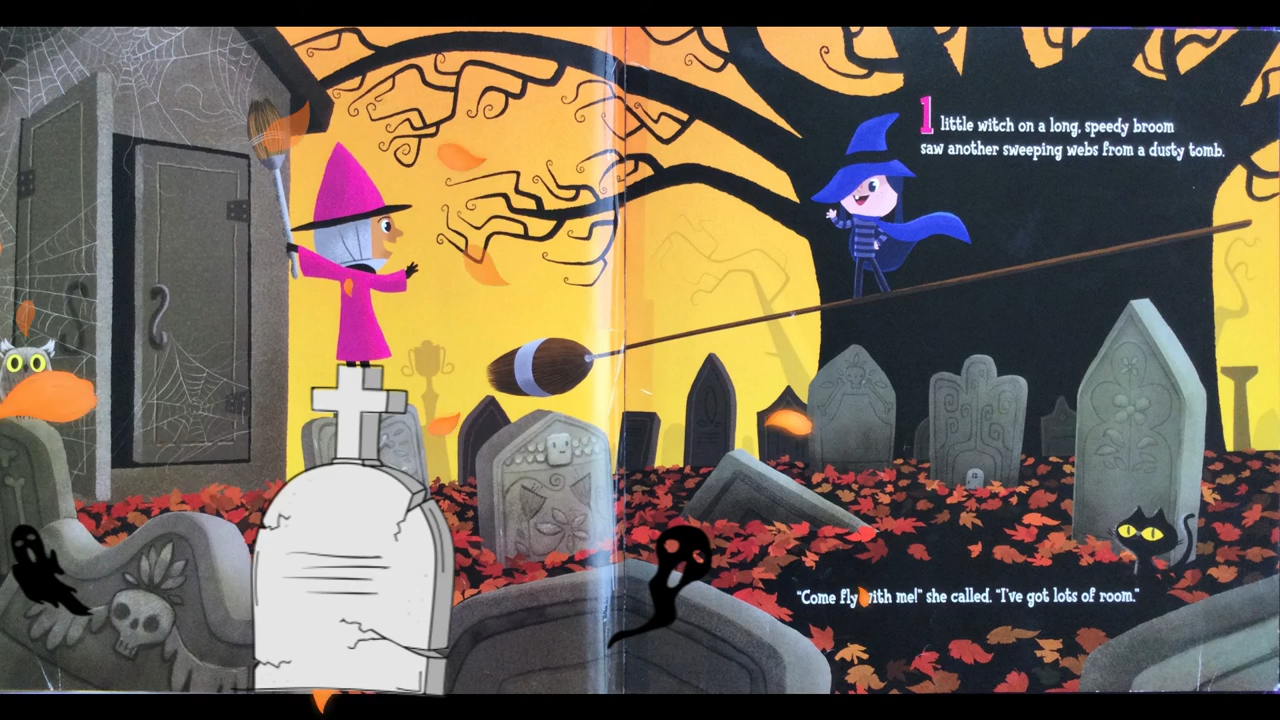 1 little witch on a long, speedy broom
saw another sweeping webs from a dusty tomb.
"Come fly with me!" she called. "I've got lots of room."